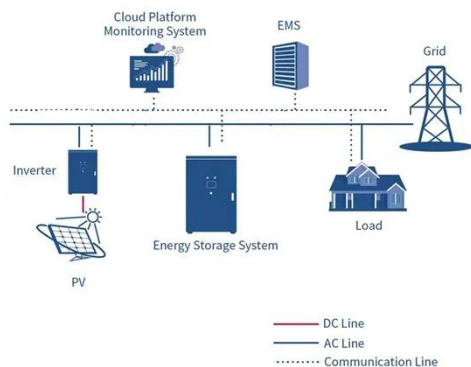 Cloud Platform
Monitoring System
EMS
Grid
Inverter
Energy Storage System
Load
PV
DC Line
AC Line
Communication Line